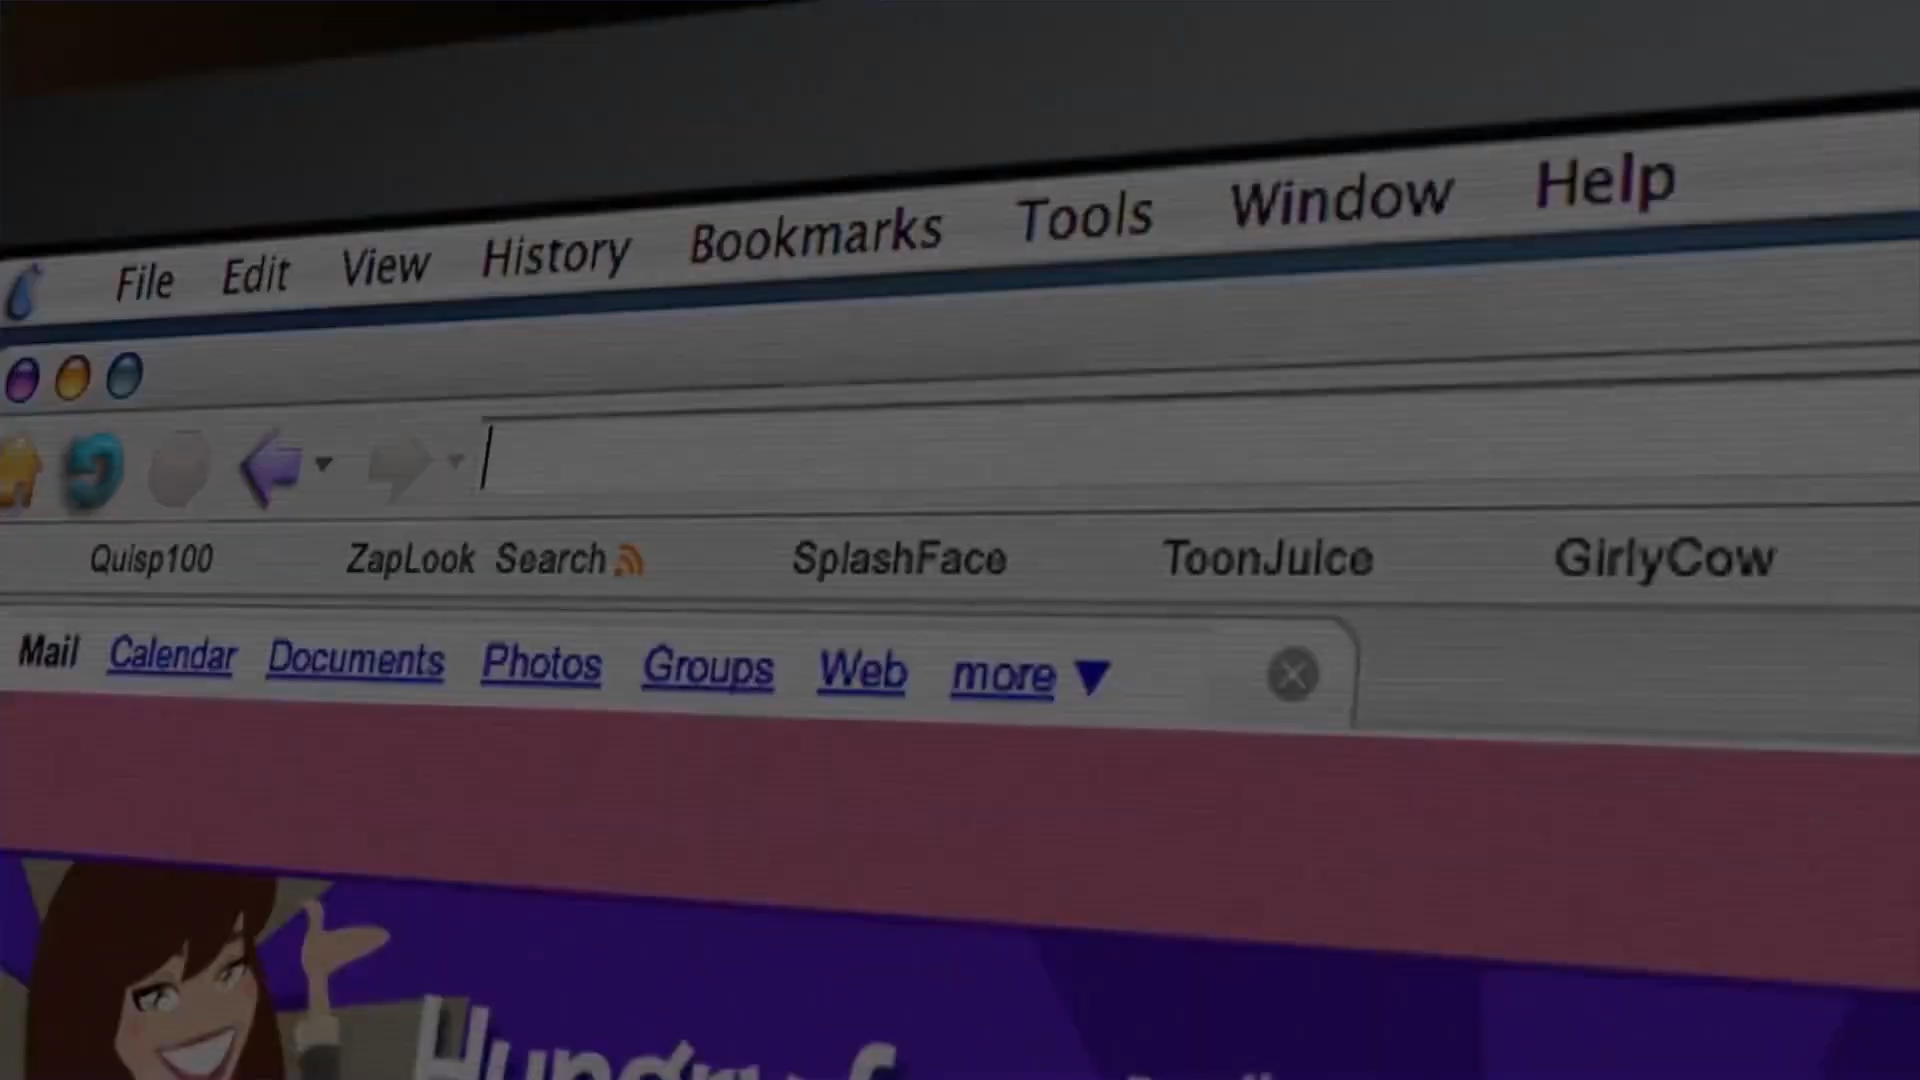 File Edit View History Bookmarks Tools Window Help
Quisp100 ZapLook Search SplashFace ToonJuice GirlyCow
Mail Calendar Documents Photos Groups Web more
Hungry